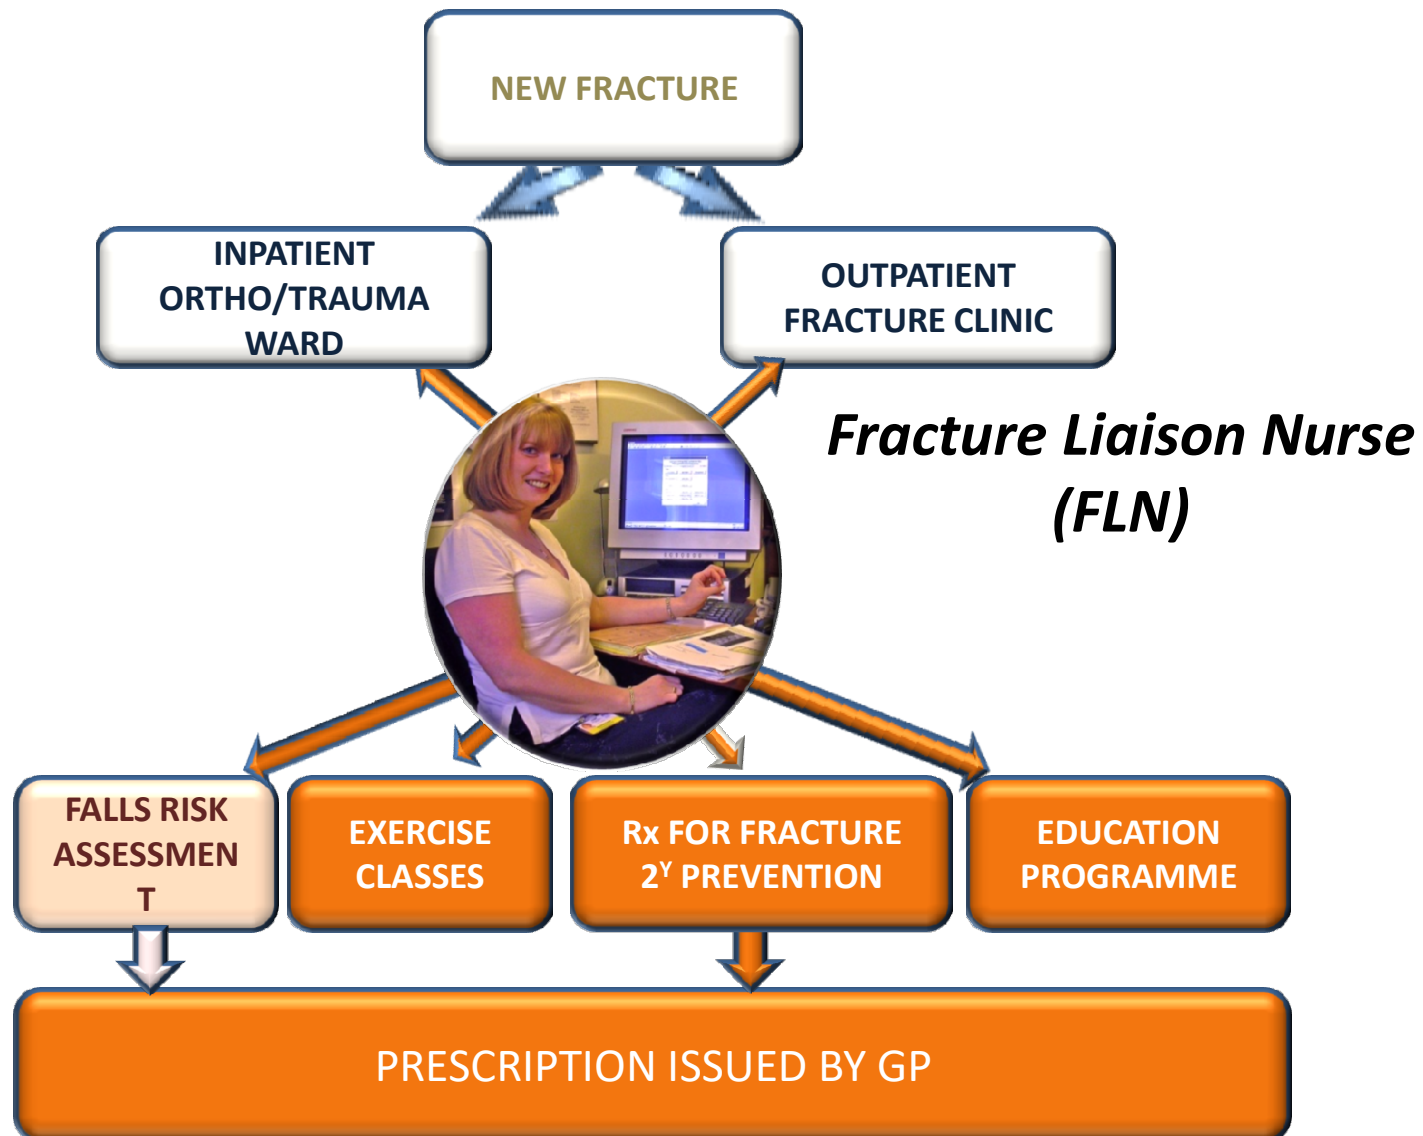 NEW FRACTURE
INPATIENT
ORTHO/TRAUMA
WARD
OUTPATIENT
FRACTURE CLINIC
Fracture Liaison Nurse
(FLN)
FALLS RISK
ASSESSMEN
T
EXERCISE
CLASSES
Rx FOR FRACTURE
2ʸ PREVENTION
EDUCATION
PROGRAMME
PRESCRIPTION ISSUED BY GP